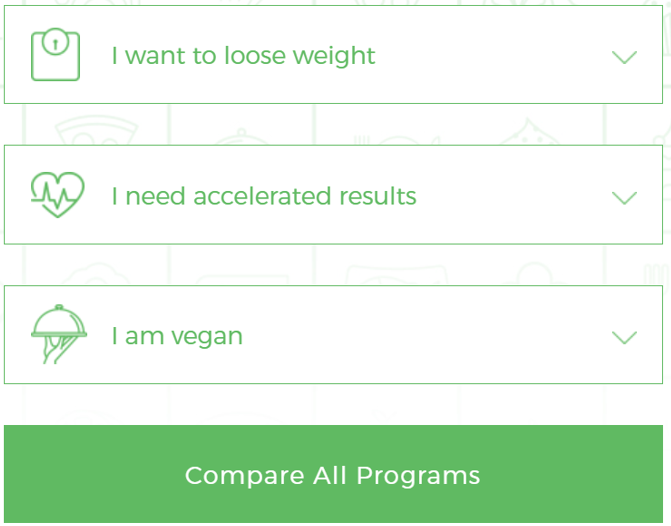 I want to loose weight
I need accelerated results
I am vegan
Compare All Programs